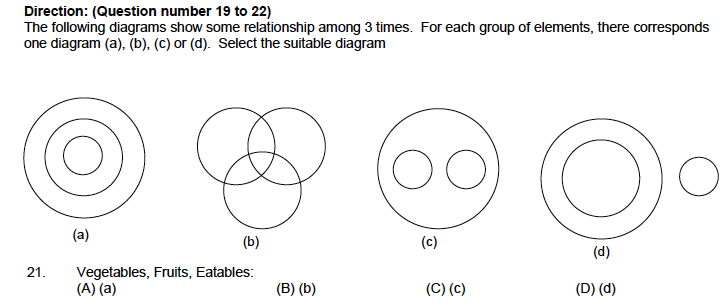 Direction: (Question number 19 to 22)
The following diagrams show some relationship among 3 times.  For each group of elements, there corresponds
one diagram (a), (b), (c) or (d).  Select the suitable diagram
(a)
(b)
(c)
(d)
21. Vegetables, Fruits, Eatables:
(A) (a) (B) (b) (C) (c) (D) (d)